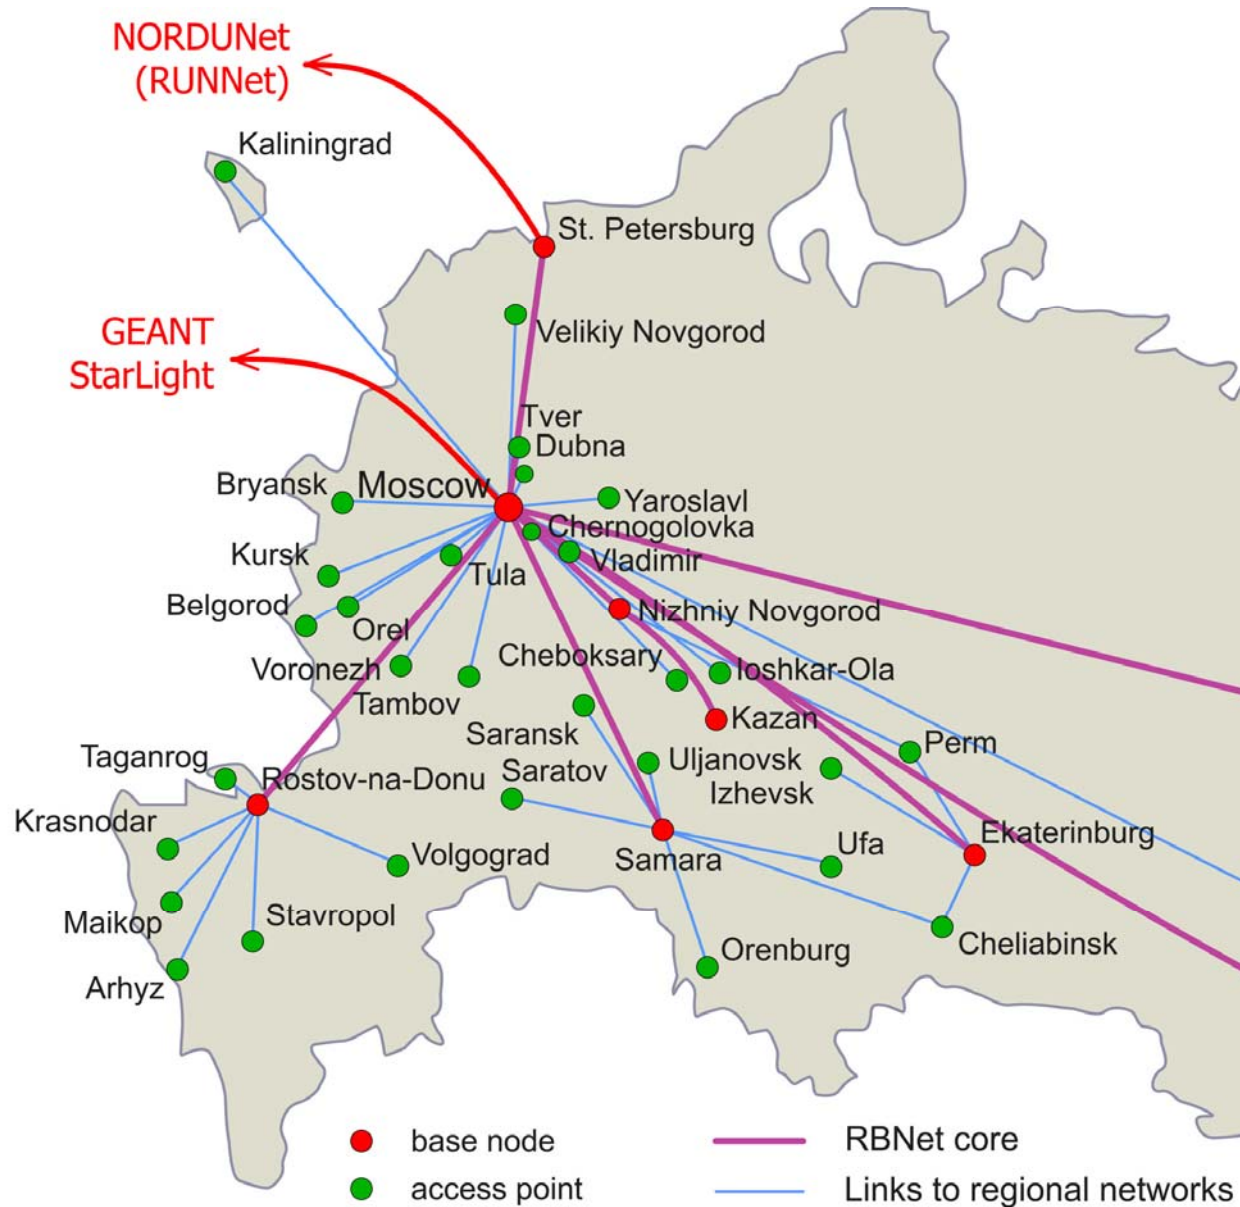 NORDUNet
(RUNNet)
Kaliningrad
St. Petersburg
GEANT
StarLight
Velikiy Novgorod
Tver
Dubna
Bryansk
Moscow
Yaroslavl
Chernogolovka
Kursk
Tula
Vladimir
Belgorod
Orel
Nizhniy Novgorod
Voronezh
Cheboksary
Ioshkar-Ola
Tambov
Saransk
Kazan
Perm
Taganrog
Rostov-na-Donu
Saratov
Uljanovsk
Izhevsk
Krasnodar
Volgograd
Samara
Ufa
Ekaterinburg
Maikop
Stavropol
Orenburg
Cheliabinsk
Arhyz
base node
RBNet core
access point
Links to regional networks